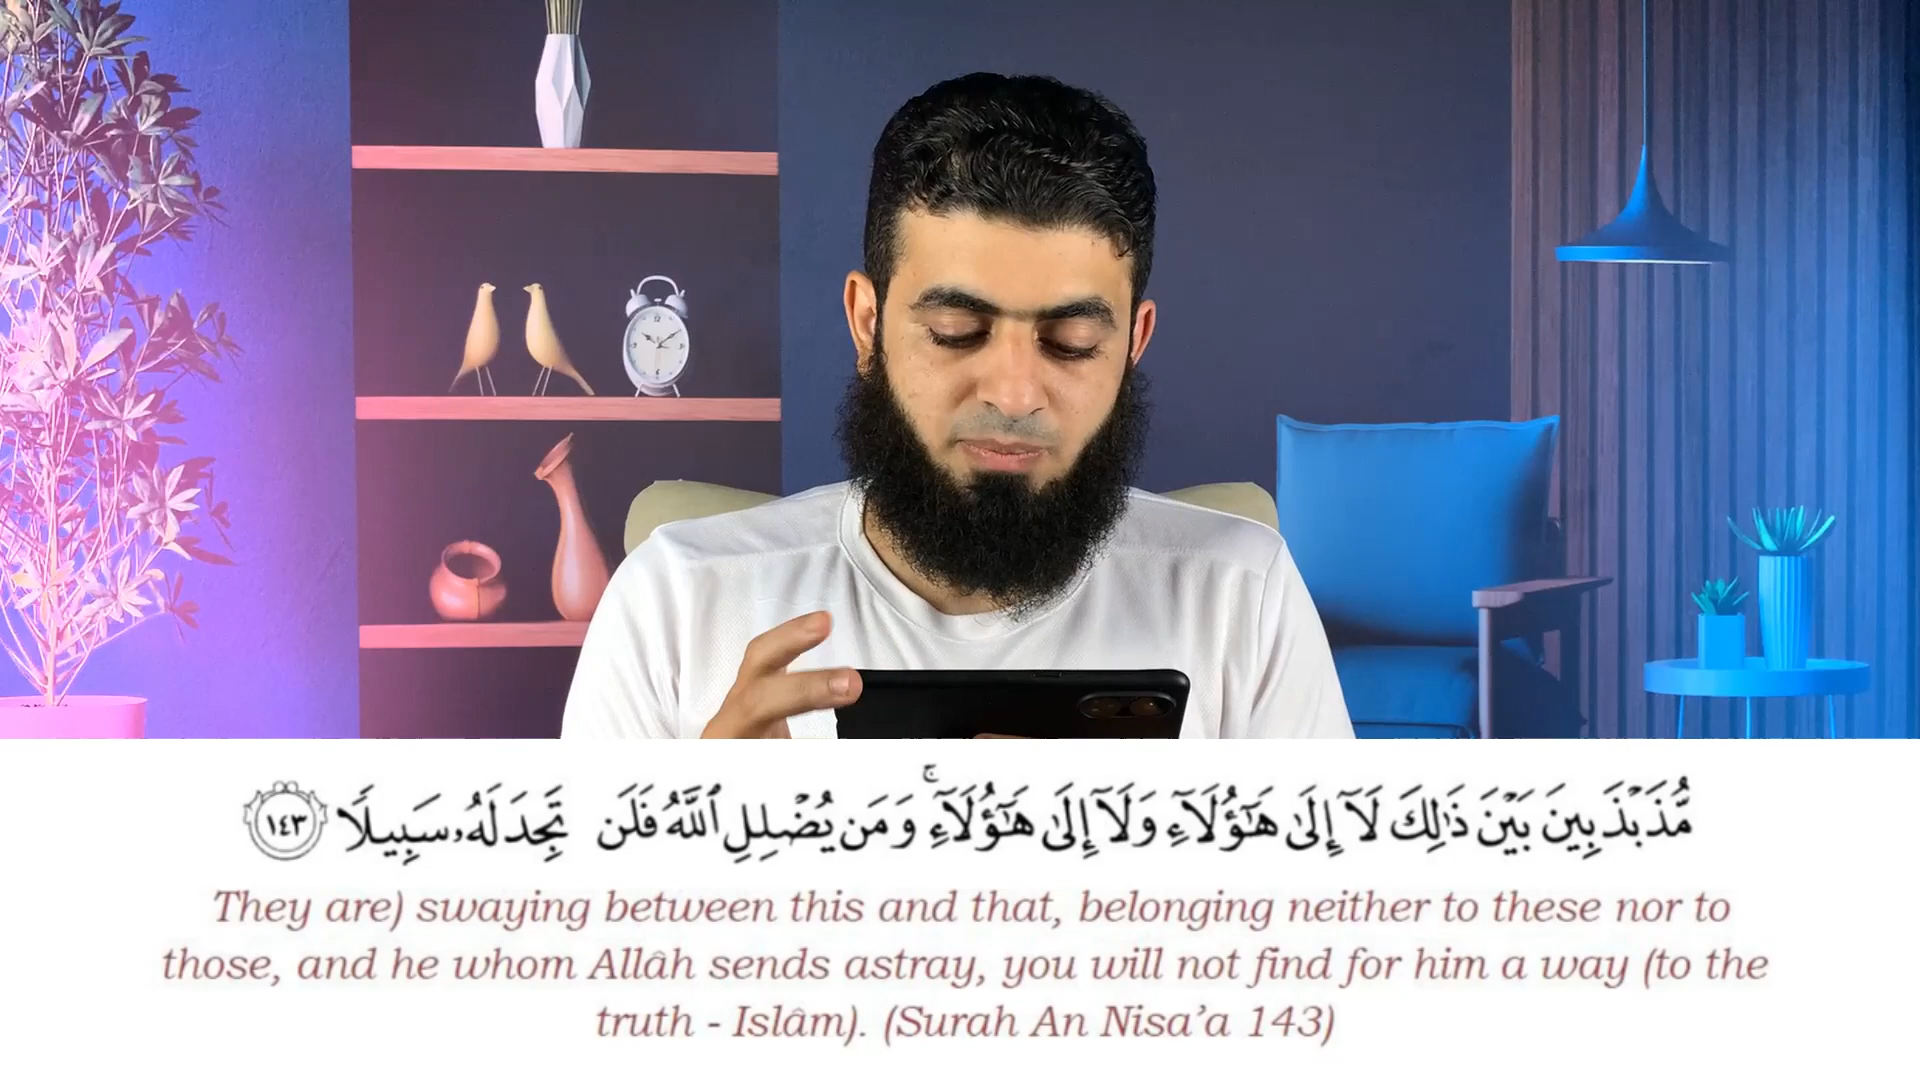 مُّذَبْذَبِينَ بَيْنَ ذَٰلِكَ لَآ إِلَىٰ هَٰٓؤُلَآءِ وَلَآ إِلَىٰ هَٰٓؤُلَآءِ ۚ وَمَن يُضْلِلِ ٱللَّهُ فَلَن تَجِدَ لَهُۥ سَبِيلًا ١٤٣
They are) swaying between this and that, belonging neither to these nor to
those, and he whom Allâh sends astray, you will not find for him a way (to the
truth - Islâm). (Surah An Nisa’a 143)